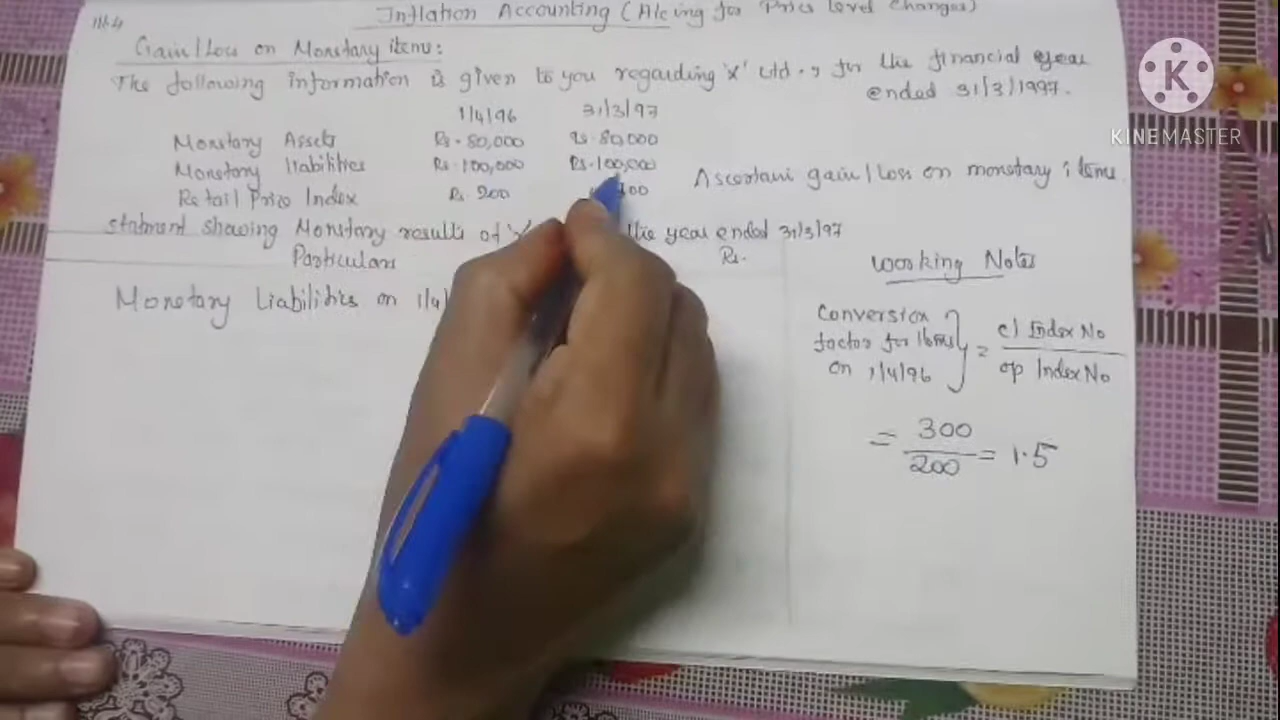 Ill-4
Inflation Accounting (A/c ing for Price Level Changes)
Gain/Loss on Monetary items:
The following information is given to you regarding 'X' Ltd., for the financial year
ended 31/3/1997.
1/4/96 31/3/97
Monetary Assets Rs. 80,000 Rs. 80,000
Monetary liabilities Rs. 100,000 Rs. 100,000
Retail Price Index Rs. 200
Ascertain gain/Loss on monetary items
Statment showing Monetary results of the year ended 31/3/97
Particulars Rs.
Monetary Liabilities on 1/4
Working Notes
Conversion
factor for Items
on 1/4/96
= cl Index No
op Index No
= 300
200
= 1.5
K
KINEMASTER